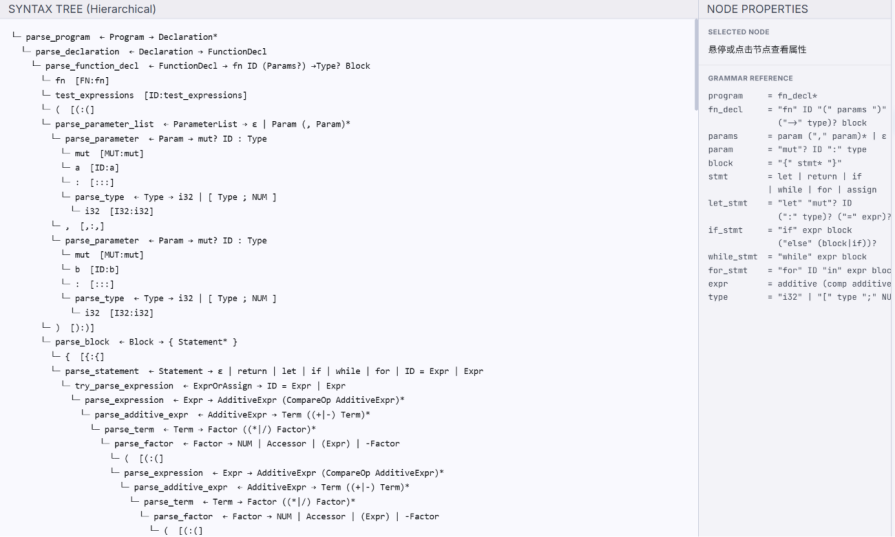 SYNTAX TREE (Hierarchical)
└─ parse_program  ← Program → Declaration*
└─ parse_declaration  ← Declaration → FunctionDecl
└─ parse_function_decl  ← FunctionDecl → fn ID (Params?) →Type? Block
└─ fn  [FN:fn]
└─ test_expressions  [ID:test_expressions]
└─ (  [(:(]
└─ parse_parameter_list  ← ParameterList → ε | Param (, Param)*
└─ parse_parameter  ← Param → mut? ID : Type
└─ mut  [MUT:mut]
└─ a  [ID:a]
└─ :  [:::]
└─ parse_type  ← Type → i32 | [ Type ; NUM ]
└─ i32  [I32:i32]
└─ ,  [,:,]
└─ parse_parameter  ← Param → mut? ID : Type
└─ mut  [MUT:mut]
└─ b  [ID:b]
└─ :  [:::]
└─ parse_type  ← Type → i32 | [ Type ; NUM ]
└─ i32  [I32:i32]
└─ )  [):)]
└─ parse_block  ← Block → { Statement* }
└─ {  [{:{]
└─ parse_statement  ← Statement → ε | return | let | if | while | for | ID = Expr | Expr
└─ try_parse_expression  ← ExprOrAssign → ID = Expr | Expr
└─ parse_expression  ← Expr → AdditiveExpr (CompareOp AdditiveExpr)*
└─ parse_additive_expr  ← AdditiveExpr → Term ((+|-) Term)*
└─ parse_term  ← Term → Factor ((*|/) Factor)*
└─ parse_factor  ← Factor → NUM | Accessor | (Expr) | -Factor
└─ (  [(:(]
└─ parse_expression  ← Expr → AdditiveExpr (CompareOp AdditiveExpr)*
└─ parse_additive_expr  ← AdditiveExpr → Term ((+|-) Term)*
└─ parse_term  ← Term → Factor ((*|/) Factor)*
└─ parse_factor  ← Factor → NUM | Accessor | (Expr) | -Factor
└─ (  [(:(]
NODE PROPERTIES
SELECTED NODE
悬停或点击节点查看属性
GRAMMAR REFERENCE
program = fn_decl*
fn_decl = "fn" ID "(" params ")"
("→" type)? block
params = param ("," param)* | ε
param = "mut"? ID ":" type
block = "{" stmt* "}"
stmt = let | return | if
| while | for | assign
let_stmt = "let" "mut"? ID
(":" type)? ("=" expr)?
if_stmt = "if" expr block
("else" (block|if))?
while_stmt = "while" expr block
for_stmt = "for" ID "in" expr bloc
expr = additive (comp additive
type = "i32" | "[" type ";" NU